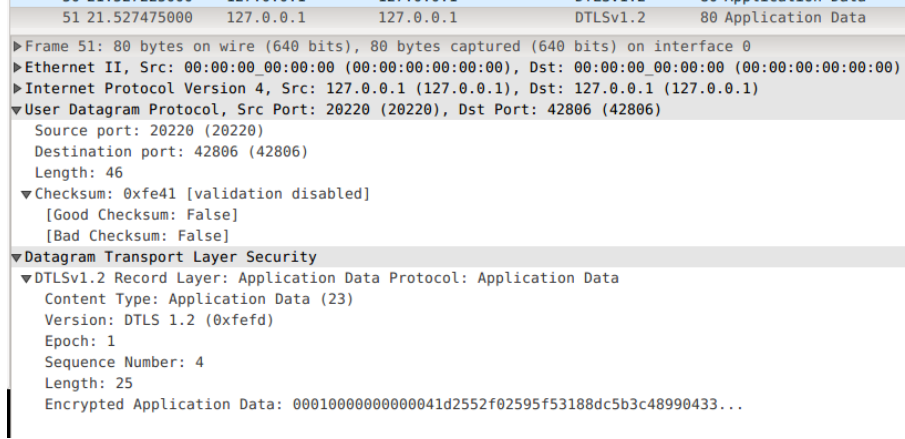 51 21.527475000 127.0.0.1 127.0.0.1 DTLSv1.2 80 Application Data
Frame 51: 80 bytes on wire (640 bits), 80 bytes captured (640 bits) on interface 0
Ethernet II, Src: 00:00:00_00:00:00 (00:00:00:00:00:00), Dst: 00:00:00_00:00:00 (00:00:00:00:00:00)
Internet Protocol Version 4, Src: 127.0.0.1 (127.0.0.1), Dst: 127.0.0.1 (127.0.0.1)
User Datagram Protocol, Src Port: 20220 (20220), Dst Port: 42806 (42806)
Source port: 20220 (20220)
Destination port: 42806 (42806)
Length: 46
Checksum: 0xfe41 [validation disabled]
[Good Checksum: False]
[Bad Checksum: False]
Datagram Transport Layer Security
DTLSv1.2 Record Layer: Application Data Protocol: Application Data
Content Type: Application Data (23)
Version: DTLS 1.2 (0xfefd)
Epoch: 1
Sequence Number: 4
Length: 25
Encrypted Application Data: 00010000000000041d2552f02595f53188dc5b3c48990433...